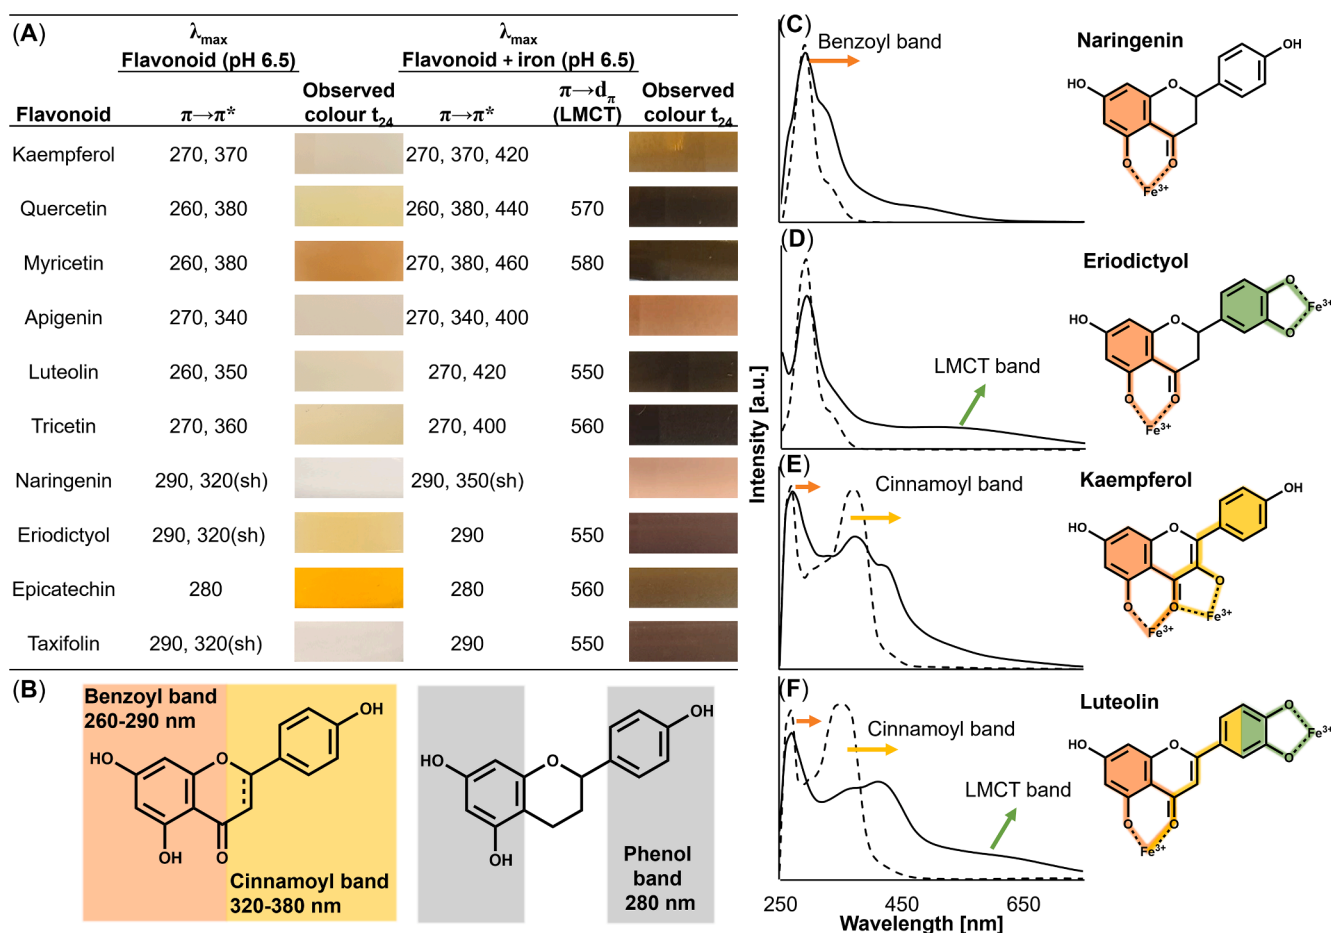 (A)
λmax
Flavonoid (pH 6.5)
λmax
Flavonoid + iron (pH 6.5)
Flavonoid
π→π*
Observed
colour t24
π→π*
π→dπ
(LMCT)
Observed
colour t24
Kaempferol 270, 370 270, 370, 420
Quercetin 260, 380 260, 380, 440 570
Myricetin 260, 380 270, 380, 460 580
Apigenin 270, 340 270, 340, 400
Luteolin 260, 350 270, 420 550
Tricetin 270, 360 270, 400 560
Naringenin 290, 320(sh) 290, 350(sh)
Eriodictyol 290, 320(sh) 290 550
Epicatechin 280 280 560
Taxifolin 290, 320(sh) 290 550
(B)
Benzoyl band
260-290 nm
OH
HO
O
OH
O
Cinnamoyl band
320-380 nm
OH
HO
O
OH
Phenol
band
280 nm
Intensity [a.u.]
(C)
Benzoyl band
Naringenin
OH
HO
O
O
O
Fe3+
(D)
LMCT band
Eriodictyol
O
Fe3+
O
HO
O
O
O
Fe3+
(E)
Cinnamoyl band
Kaempferol
OH
HO
O
O
O
O
Fe3+
Fe3+
(F)
Cinnamoyl band
LMCT band
Luteolin
O
Fe3+
O
HO
O
O
O
Fe3+
250 450 650
Wavelength [nm]